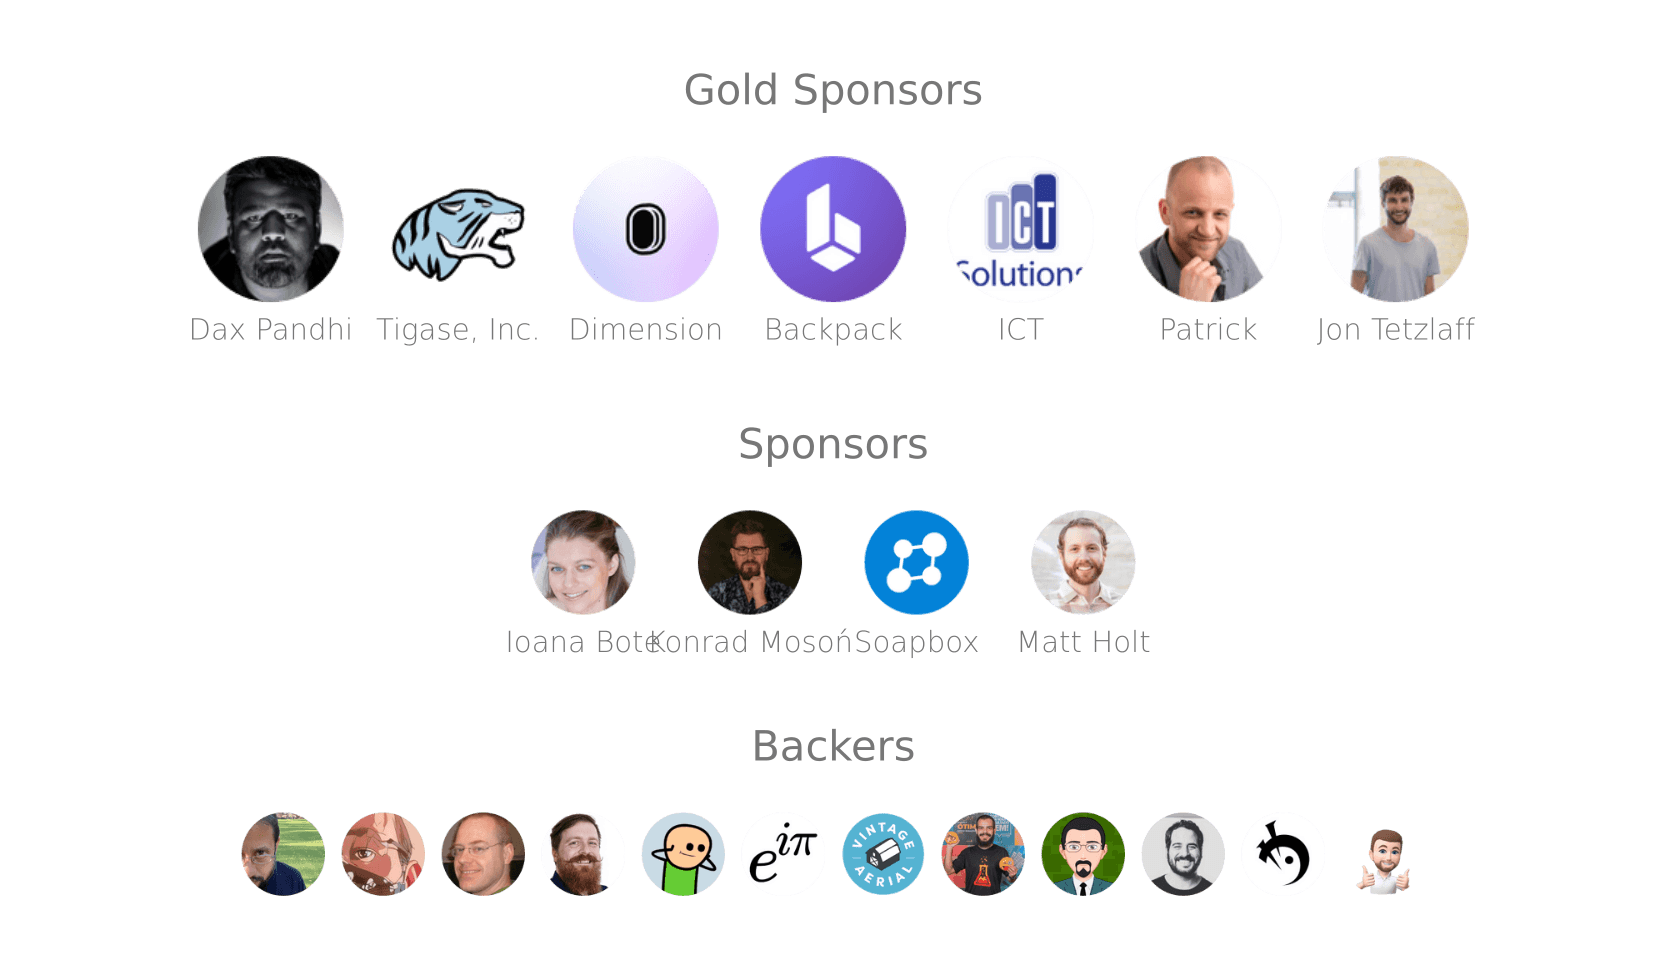 Gold Sponsors
ICT
Solutions
Dax Pandhi Tigase, Inc. Dimension Backpack ICT Patrick Jon Tetzlaff
Sponsors
Ioana Bote Konrad Mosoń Soapbox Matt Holt
Backers
e^iπ
VINTAGE
AERIAL